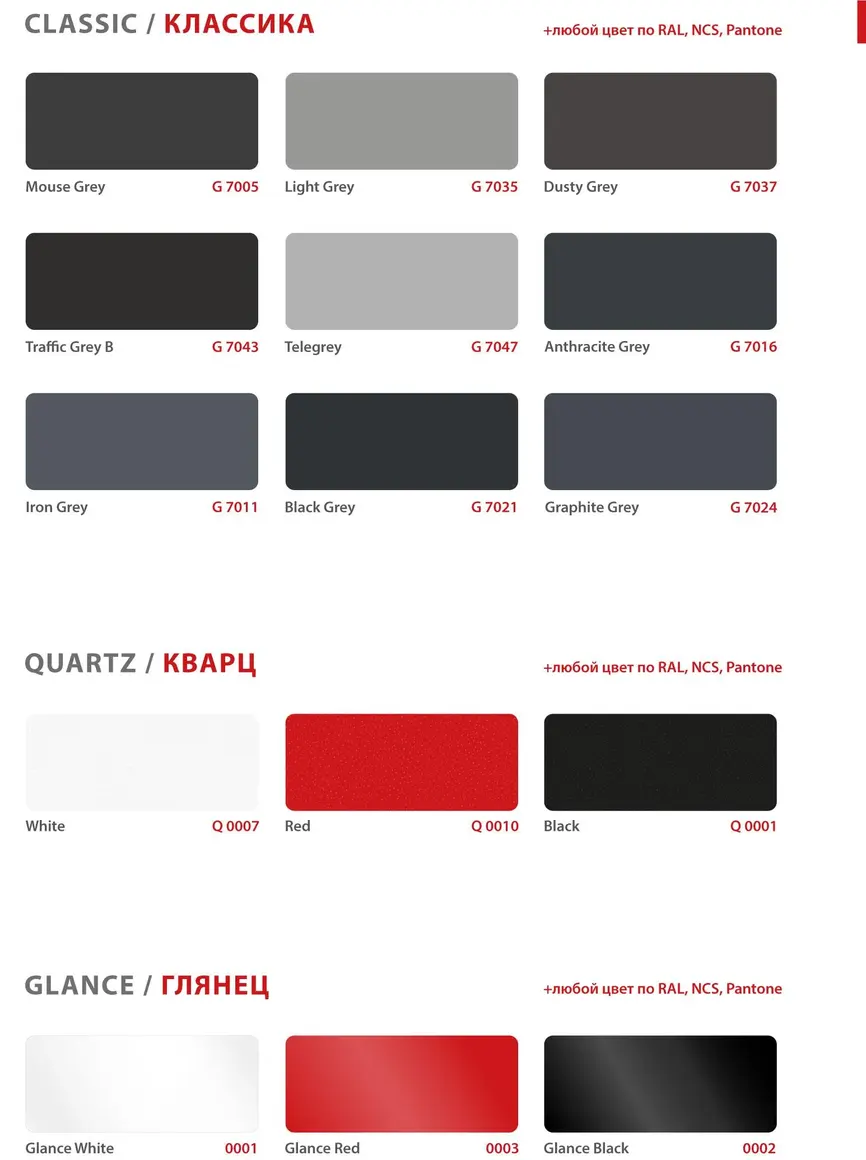 CLASSIC / КЛАССИКА
+любой цвет по RAL, NCS, Pantone
Mouse Grey G 7005
Light Grey G 7035
Dusty Grey G 7037
Traffic Grey B G 7043
Telegrey G 7047
Anthracite Grey G 7016
Iron Grey G 7011
Black Grey G 7021
Graphite Grey G 7024
QUARTZ / КВАРЦ
+любой цвет по RAL, NCS, Pantone
White Q 0007
Red Q 0010
Black Q 0001
GLANCE / ГЛЯНЕЦ
+любой цвет по RAL, NCS, Pantone
Glance White 0001
Glance Red 0003
Glance Black 0002